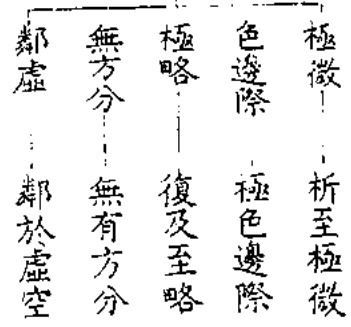 極微 析至極微
色邊際 極色邊際
極略 復及至略
無方分 無有方分
鄰虛 鄰於虛空